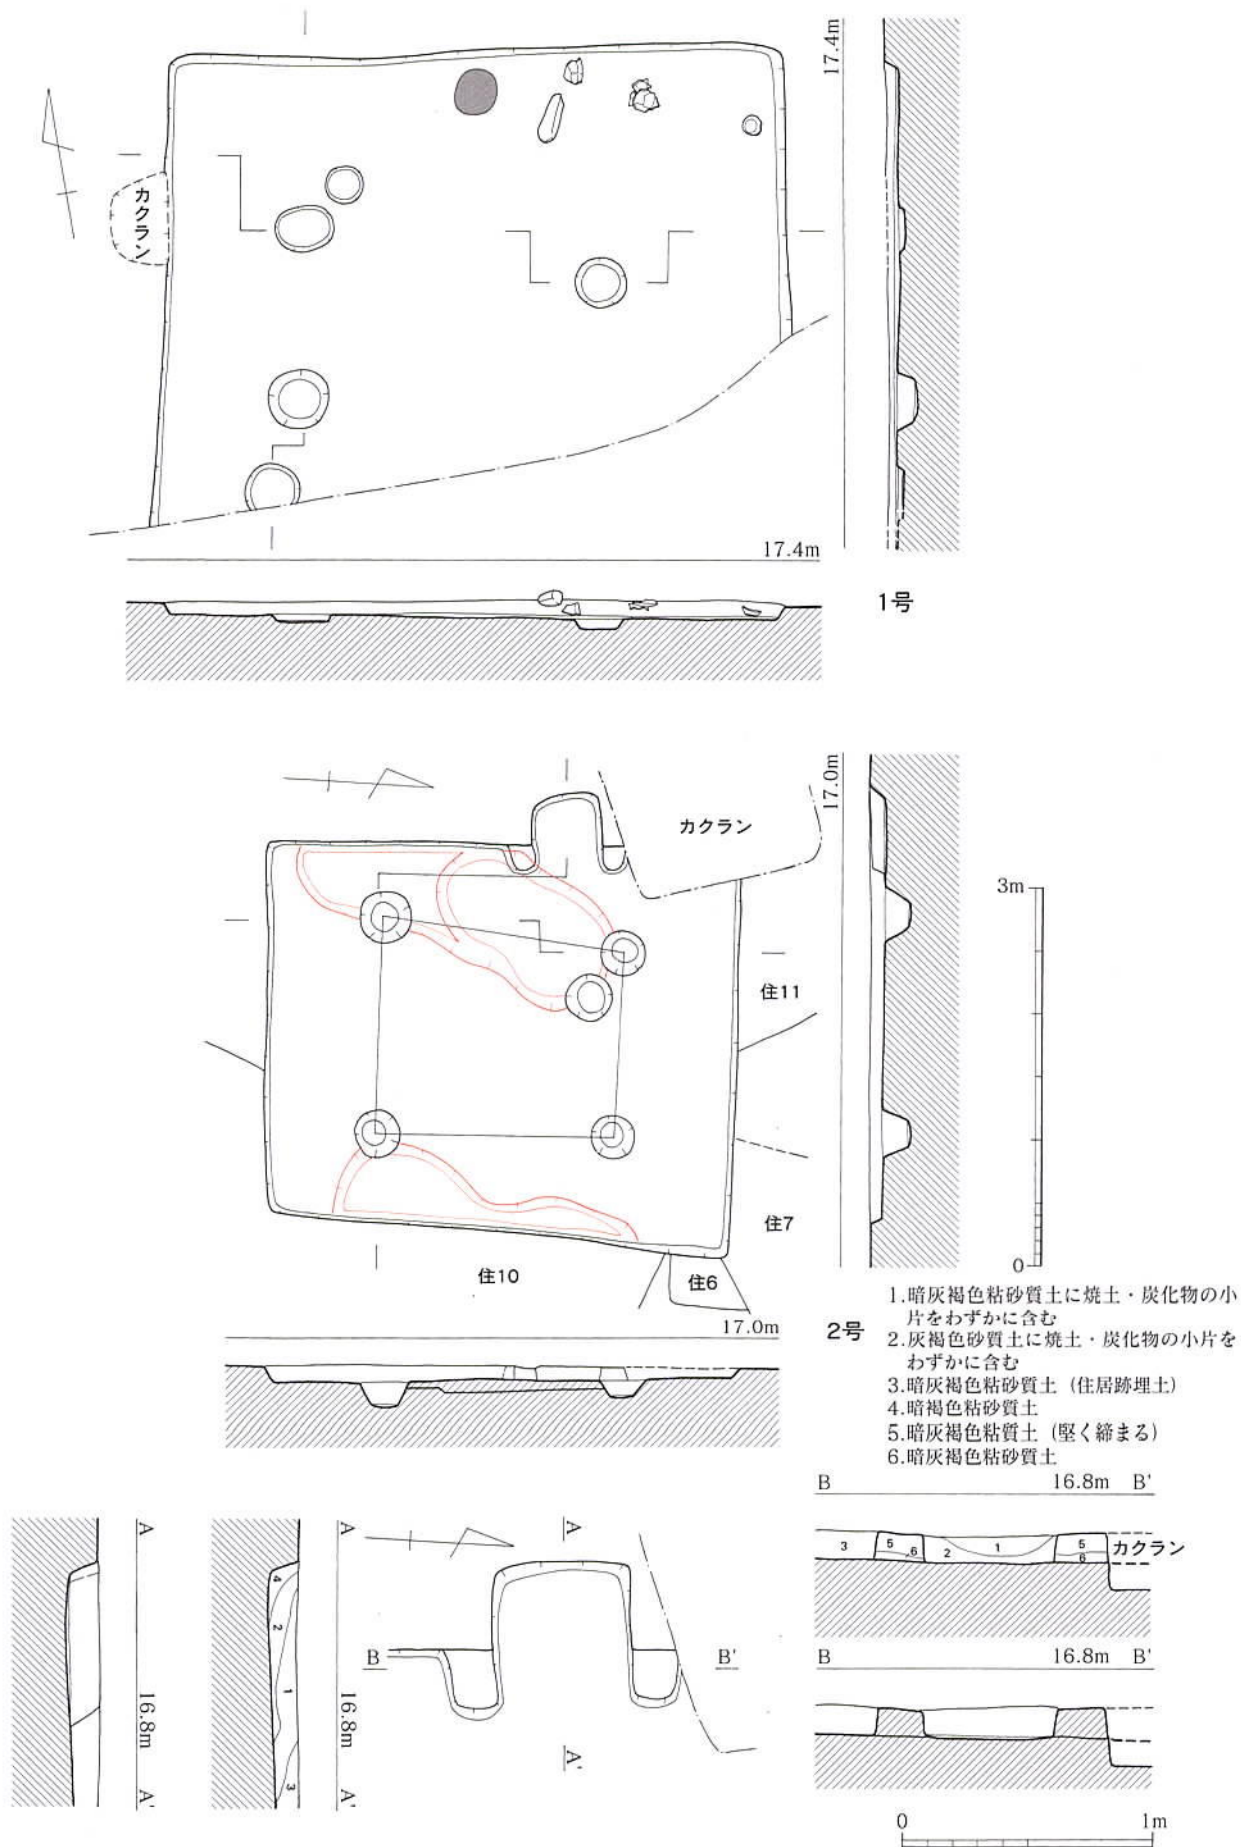 17.4m
カクラン
17.4m
1号
17.0m
カクラン
3m
住11
住7
住10
住6
0
17.0m
2号
1.暗灰褐色粘砂質土に焼土・炭化物の小
片をわずかに含む
2.灰褐色砂質土に焼土・炭化物の小片を
わずかに含む
3.暗灰褐色粘砂質土（住居跡埋土）
4.暗褐色粘砂質土
5.暗灰褐色粘質土（堅く締まる）
6.暗灰褐色粘砂質土
B 16.8m B'
3 5 6 2 1 5 6 カクラン
B 16.8m B'
A 16.8m A'
4 2 1 3
A 16.8m A'
A
B B'
A'
0 1m